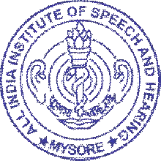 ALL INDIA INSTITUTE OF SPEECH AND HEARING
MYSORE